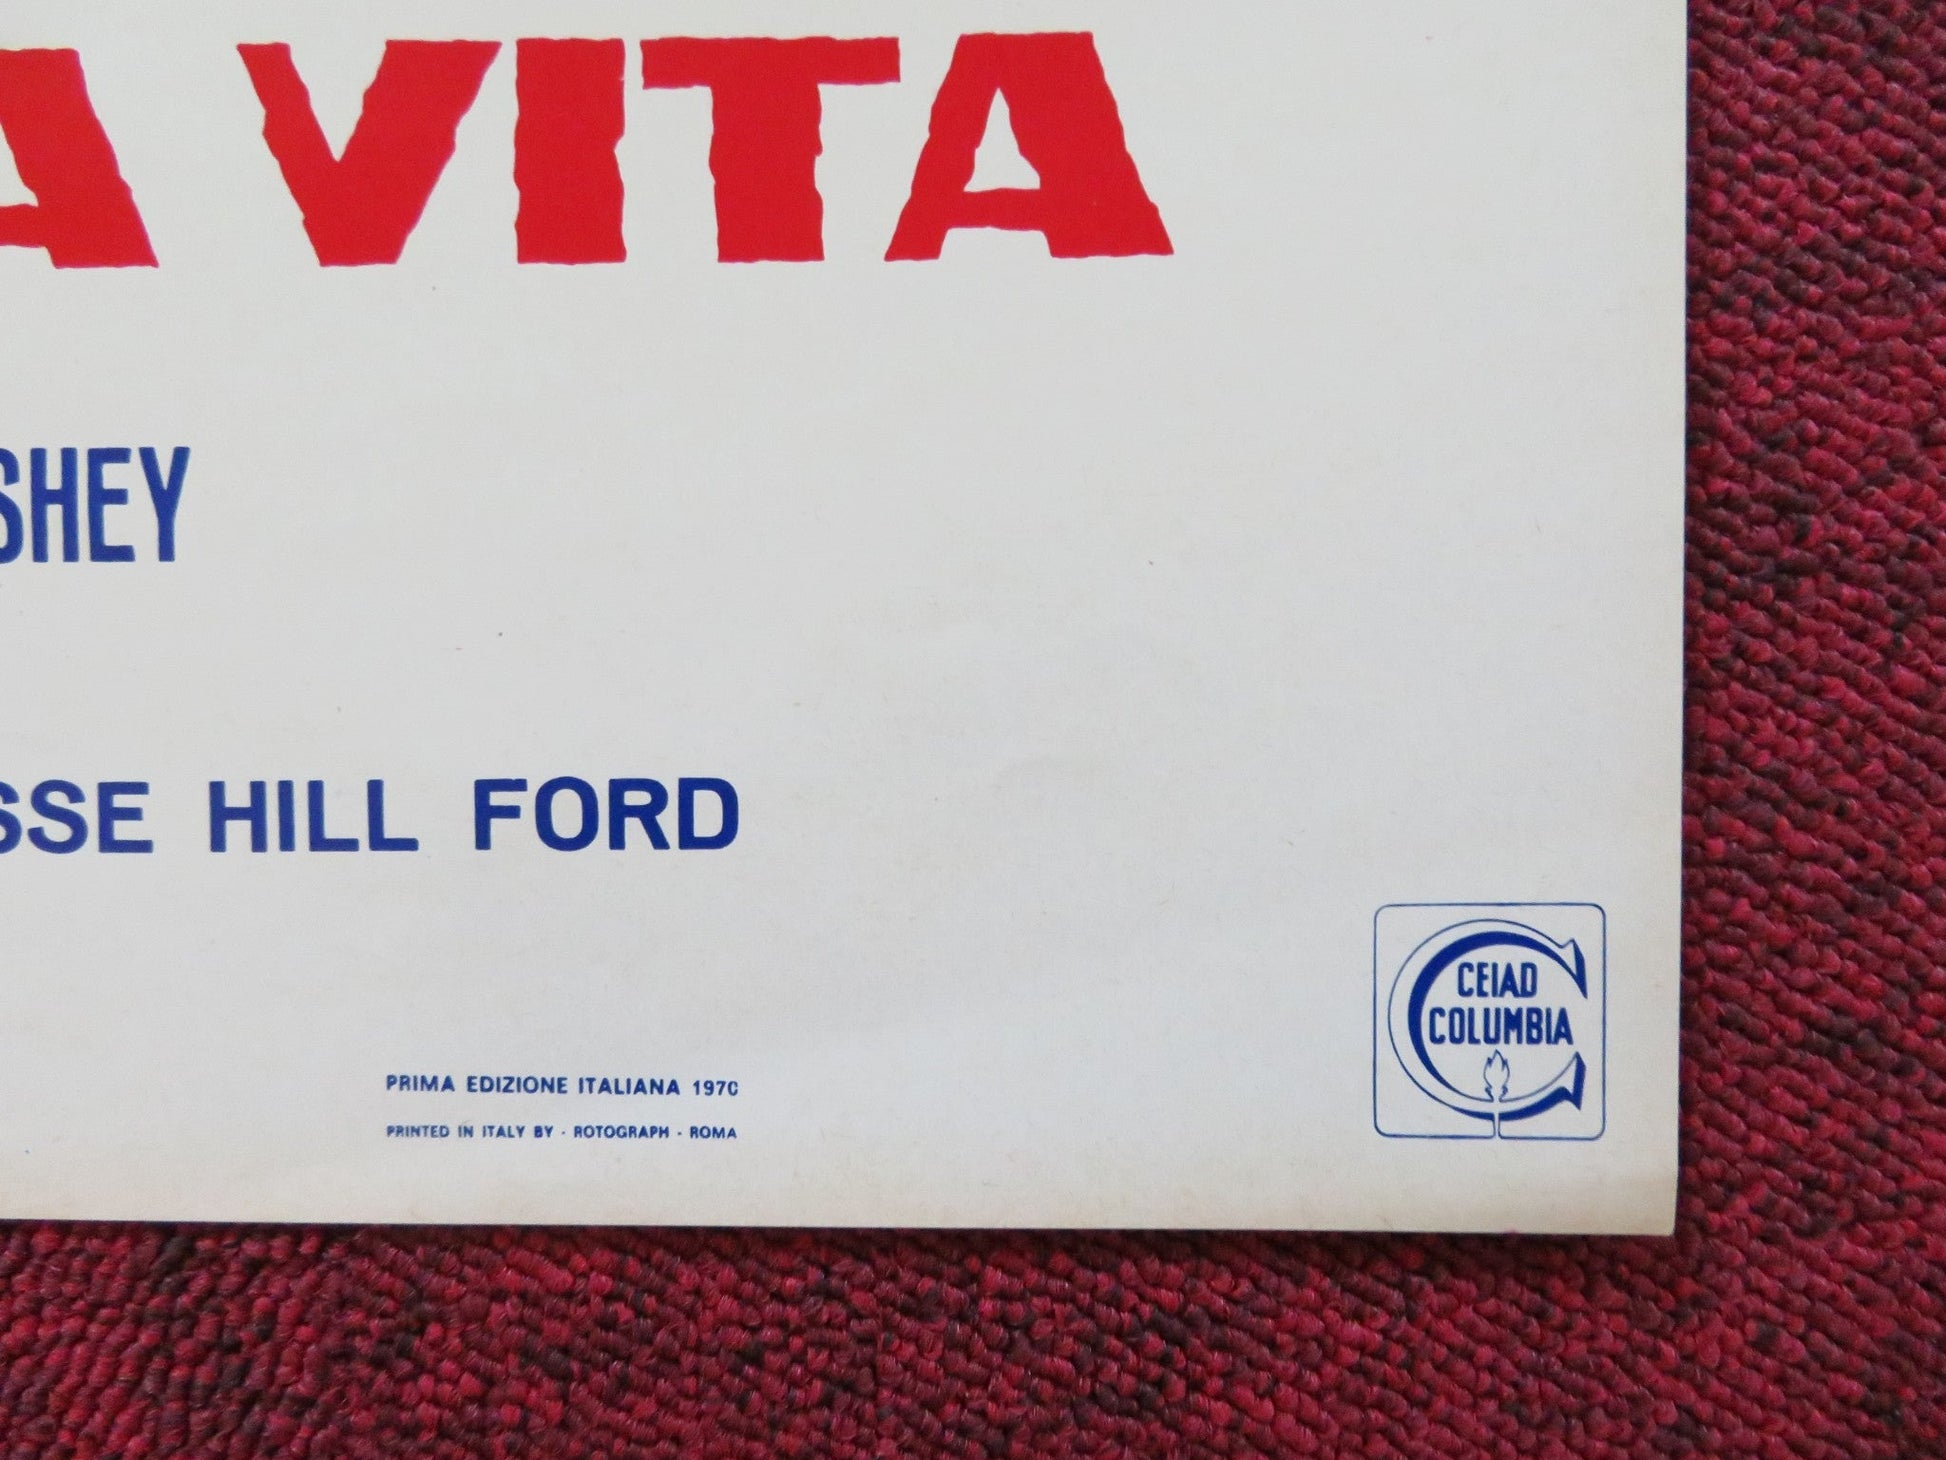 A VITA
SHEY
SSE HILL FORD
CEIAD
COLUMBIA
PRIMA EDIZIONE ITALIANA 1970
PRINTED IN ITALY BY - ROTOGRAPH - ROMA